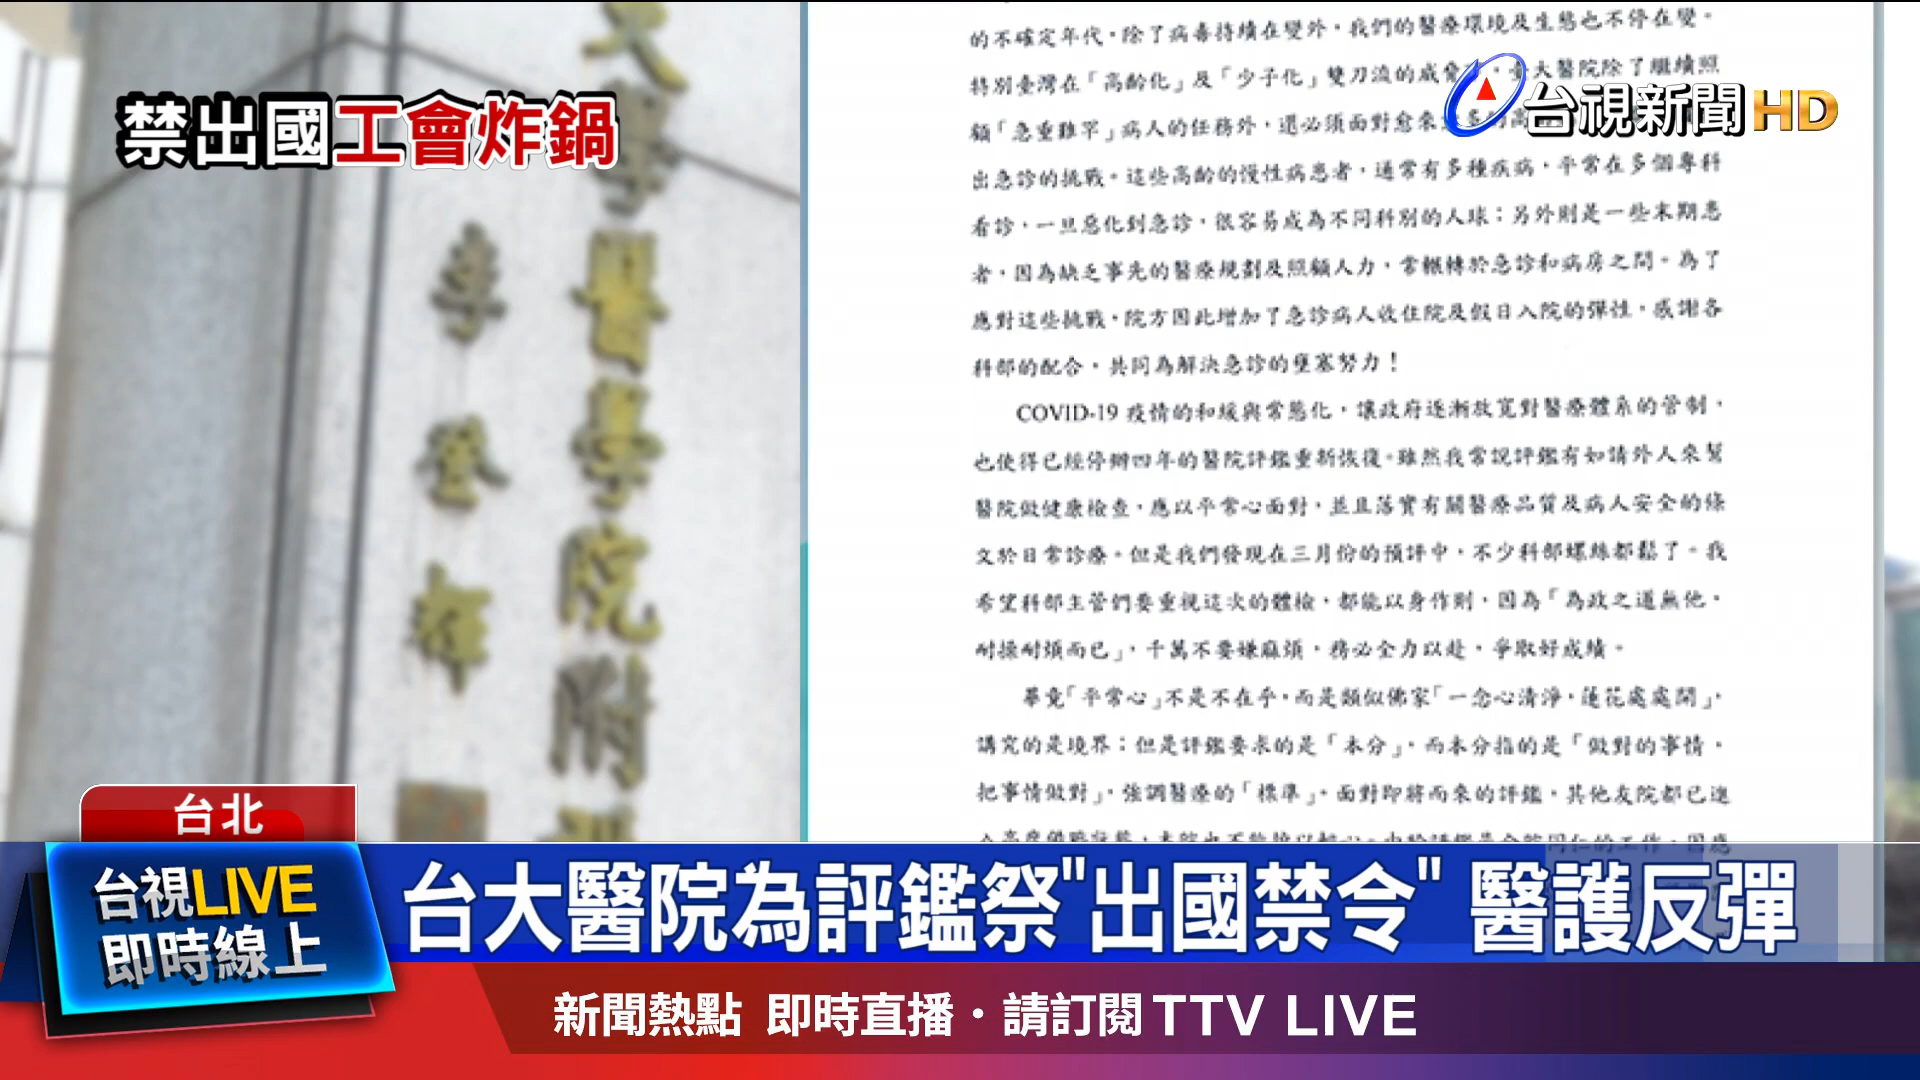 禁出國工會炸鍋
台視新聞HD
大學醫學院附設
李登輝
的不確定年代，除了病毒持續在變外，我們的醫療環境及生態也不停在變。
特別臺灣在「高齡化」及「少子化」雙刀流的威脅，臺大醫院除了繼續照
顧「急重難罕」病人的任務外，還必須面對愈來
出急診的挑戰。這些高齡的慢性病患者，通常有多種疾病，平常在多個專科
看診，一旦惡化到急診，很容易成為不同科別的人球；另外則是一些末期患
者，因為缺乏事先的醫療規劃及照顧人力，常輾轉於急診和病房之間。為了
應對這些挑戰，院方因此增加了急診病人收住院及假日入院的彈性，感謝各
科部的配合，共同為解決急診的壅塞努力！
COVID-19 疫情的和緩與常態化，讓政府逐漸放寬對醫療體系的管制，
也使得已經停辦四年的醫院評鑑重新恢復。雖然我常說評鑑有如請外人來幫
醫院做健康檢查，應以平常心面對，並且落實有關醫療品質及病人安全的條
文於日常診療。但是我們發現在三月份的預評中，不少科部螺絲都鬆了。我
希望科部主管們要重視這次的體檢，都能以身作則，因為「為政之道無他，
耐操耐煩而已」，千萬不要嫌麻煩，務必全力以赴，爭取好成績。
畢竟「平常心」不是不在乎，而是類似佛家「一念心清淨，蓮花處處開」，
講究的是境界；但是評鑑要求的是「本分」，而本分指的是「做對的事情，
把事情做對」，強調醫療的「標準」。面對即將而來的評鑑，其他友院都已進
台北
台視LIVE
即時線上
台大醫院為評鑑祭"出國禁令" 醫護反彈
新聞熱點 即時直播・請訂閱TTV LIVE